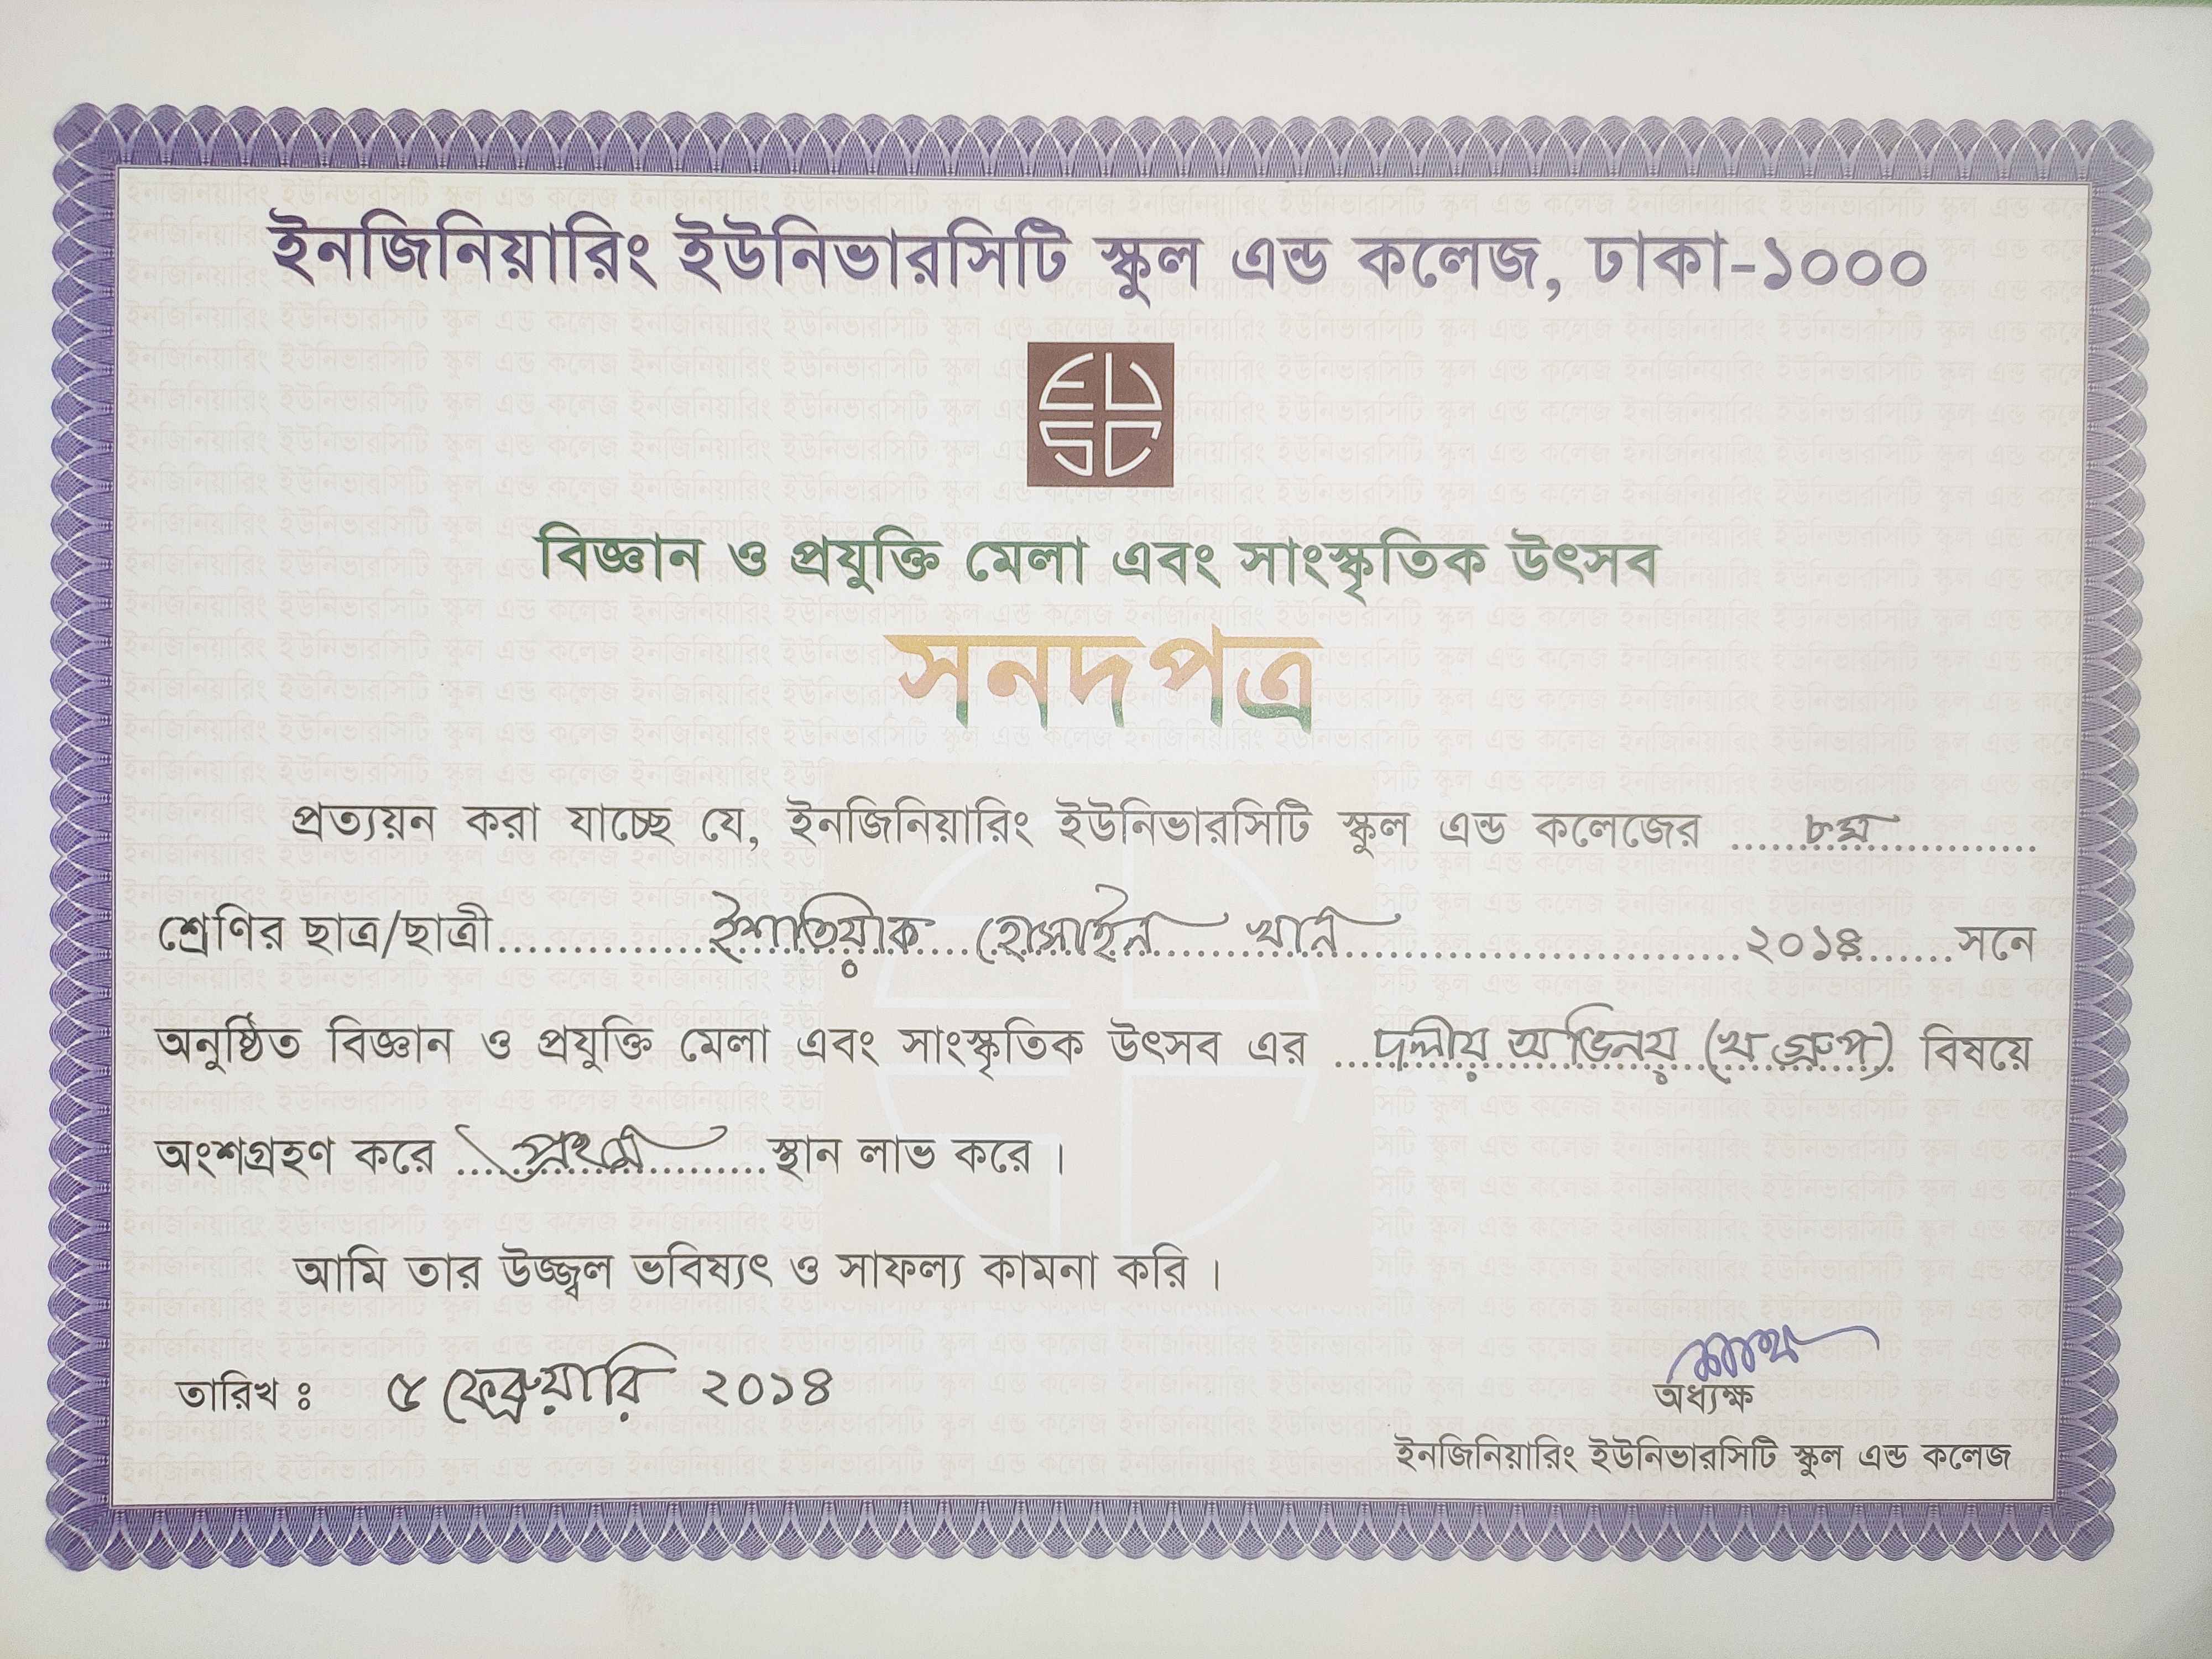 ইনজিনিয়ারিং ইউনিভারসিটি স্কুল এন্ড কলেজ, ঢাকা-১০০০
EU
SC
বিজ্ঞান ও প্রযুক্তি মেলা এবং সাংস্কৃতিক উৎসব
সনদপত্র
প্রত্যয়ন করা যাচ্ছে যে, ইনজিনিয়ারিং ইউনিভারসিটি স্কুল এন্ড কলেজের ....৮ম....
শ্রেণির ছাত্র/ছাত্রী....ইশতিয়াক হোসাইন খান....২০১৪....সনে
অনুষ্ঠিত বিজ্ঞান ও প্রযুক্তি মেলা এবং সাংস্কৃতিক উৎসব এর ....দলীয় অভিনয় (খ গ্রুপ) বিষয়ে
অংশগ্রহণ করে ....প্রথম.... স্থান লাভ করে ।
আমি তার উজ্জ্বল ভবিষ্যৎ ও সাফল্য কামনা করি ।
তারিখ ঃ ৫ ফেব্রুয়ারি ২০১৪
অধ্যক্ষ
ইনজিনিয়ারিং ইউনিভারসিটি স্কুল এন্ড কলেজ